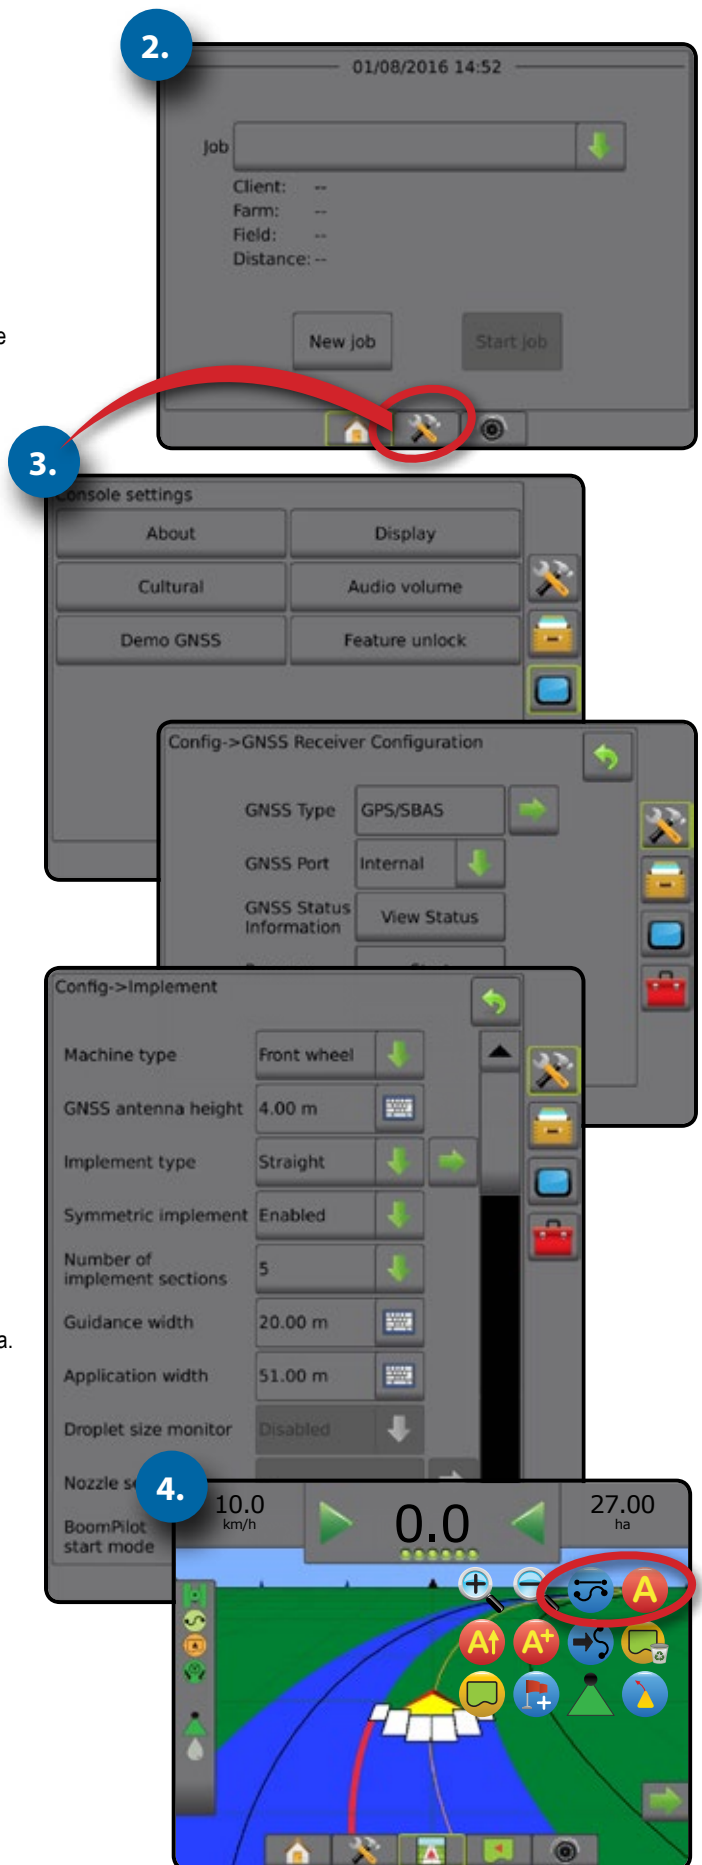 2.
01/08/2016 14:52
Job
Client: --
Farm: --
Field: --
Distance: --
e
New job
Start job
3.
Console settings
About
Display
Cultural
Audio volume
Demo GNSS
Feature unlock
Config->GNSS Receiver Configuration
GNSS Type
GPS/SBAS
GNSS Port
Internal
GNSS Status
Information
View Status
Config->Implement
Machine type
Front wheel
GNSS antenna height
4.00 m
Implement type
Straight
Symmetric implement
Enabled
Number of
implement sections
5
Guidance width
20.00 m
a.
Application width
51.00 m
Droplet size monitor
Disabled
Nozzle se
4.
BoomPilot
start mode
10.0
km/h
0.0
27.00
ha
A
A
A+